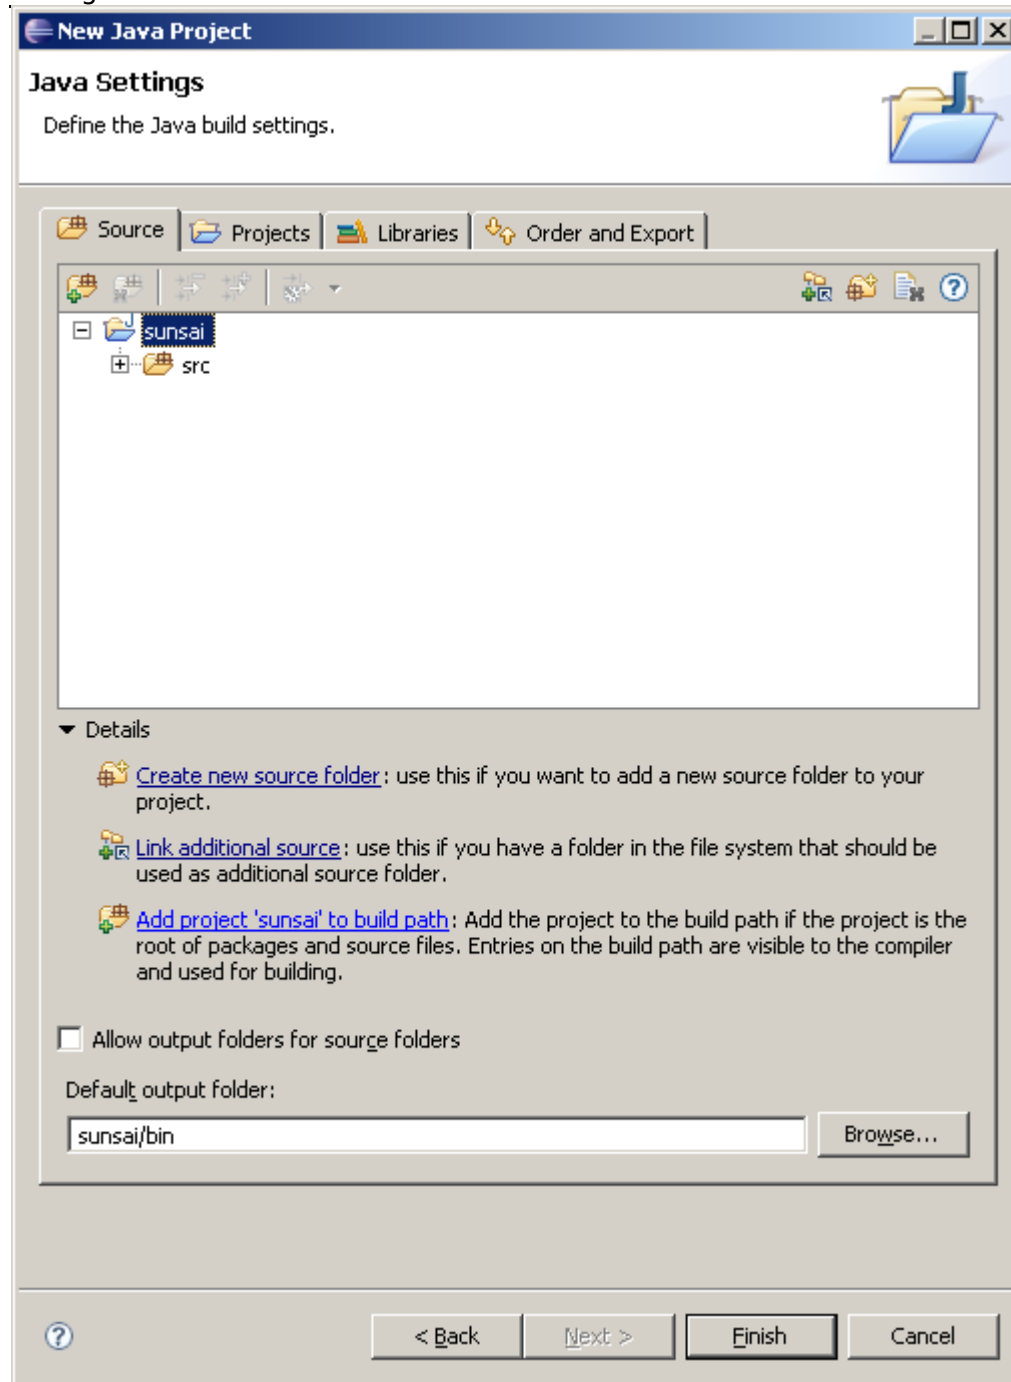 New Java Project
Java Settings
Define the Java build settings.
Source Projects Libraries Order and Export
sunsai
src
Details
Create new source folder: use this if you want to add a new source folder to your
project.
Link additional source: use this if you have a folder in the file system that should be
used as additional source folder.
Add project 'sunsai' to build path: Add the project to the build path if the project is the
root of packages and source files. Entries on the build path are visible to the compiler
and used for building.
Allow output folders for source folders
Default output folder:
sunsai/bin Browse...
< Back Next > Finish Cancel